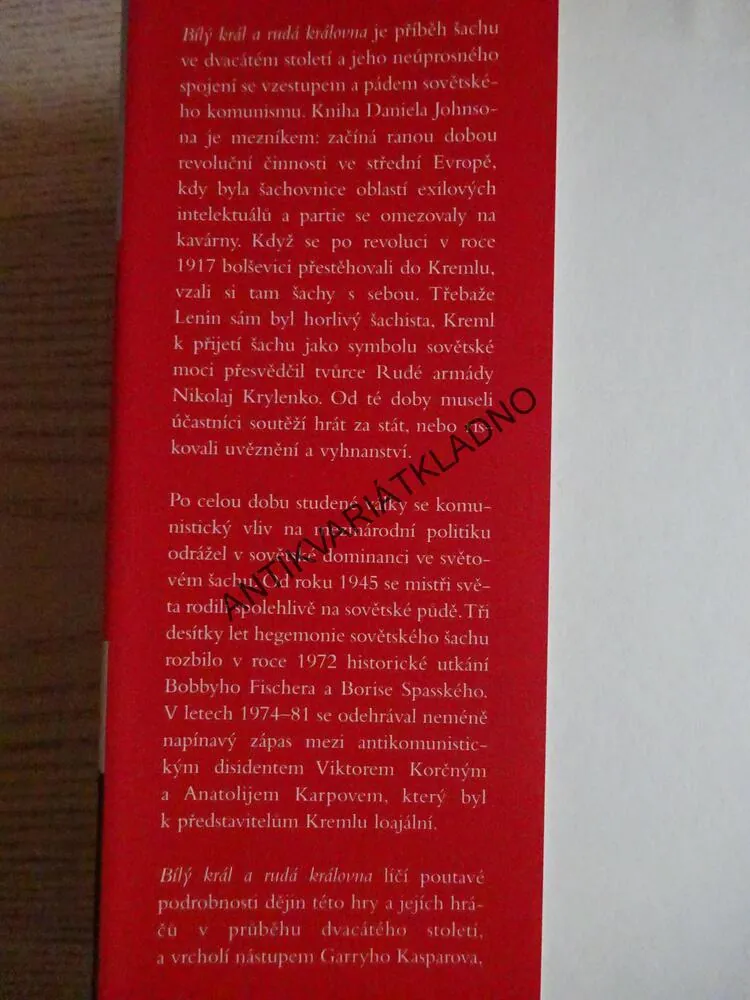 Bílý král a rudá královna je příběh šachu
ve dvacátém století a jeho neúprosného
spojení se vzestupem a pádem sovětské-
ho komunismu. Kniha Daniela Johnso-
na je mezníkem: začíná ranou dobou
revoluční činnosti ve střední Evropě,
kdy byla šachovnice oblastí exilových
intelektuálů a partie se omezovaly na
kavárny. Když se po revoluci v roce
1917 bolševici přestěhovali do Kremlu,
vzali si tam šachy s sebou. Třebaže
Lenin sám byl horlivý šachista, Kreml
k přijetí šachu jako symbolu sovětské
moci přesvědčil tvůrce Rudé armády
Nikolaj Krylenko. Od té doby museli
účastníci soutěží hrát za stát, nebo ris-
kovali uvěznění a vyhnanství.
Po celou dobu studené války se komu-
nistický vliv na mezinárodní politiku
odrážel v sovětské dominanci ve světo-
vém šachu. Od roku 1945 se mistři svě-
ta rodili spolehlivě na sovětské půdě. Tři
desítky let hegemonie sovětského šachu
rozbilo v roce 1972 historické utkání
Bobbyho Fischera a Borise Spasského.
V letech 1974–81 se odehrával neméně
napínavý zápas mezi antikomunistic-
kým disidentem Viktorem Korčným
a Anatolijem Karpovem, který byl
k představitelům Kremlu loajální.
Bílý král a rudá královna líčí poutavé
podrobnosti dějin této hry a jejích hrá-
čů v průběhu dvacátého století,
a vrcholí nástupem Garryho Kasparova,
ANTIKVARIÁTKLADNO